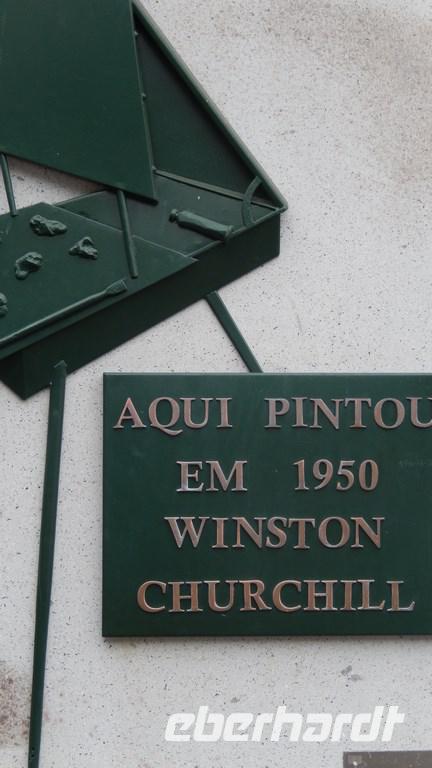 AQUI PINTOU
EM 1950
WINSTON
CHURCHILL
eberhardt